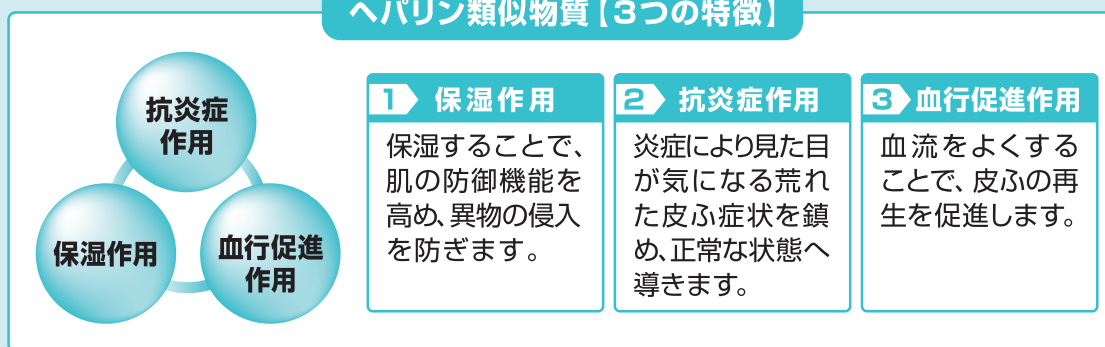 ヘパリン類似物質【3つの特徴】
抗炎症
作用
保湿作用
血行促進
作用
1 保湿作用
保湿することで、
肌の防御機能を
高め、異物の侵入
を防ぎます。
2 抗炎症作用
炎症により見た目
が気になる荒れ
た皮ふ症状を鎮
め、正常な状態へ
導きます。
3 血行促進作用
血流をよくする
ことで、皮ふの再
生を促進します。